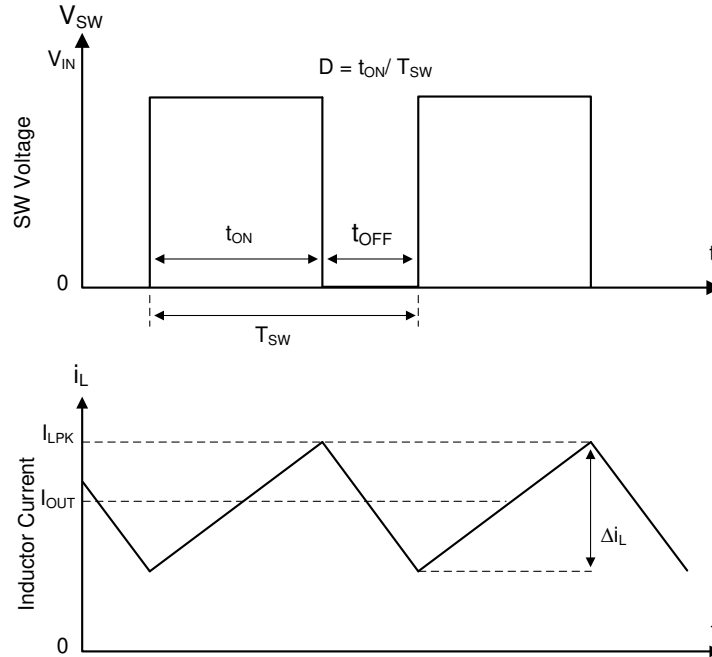 V_SW
V_IN
D = t_ON/ T_SW
SW Voltage
t_ON
t_OFF
t
0
T_SW
i_L
I_LPK
I_OUT
Δi_L
Inductor Current
0